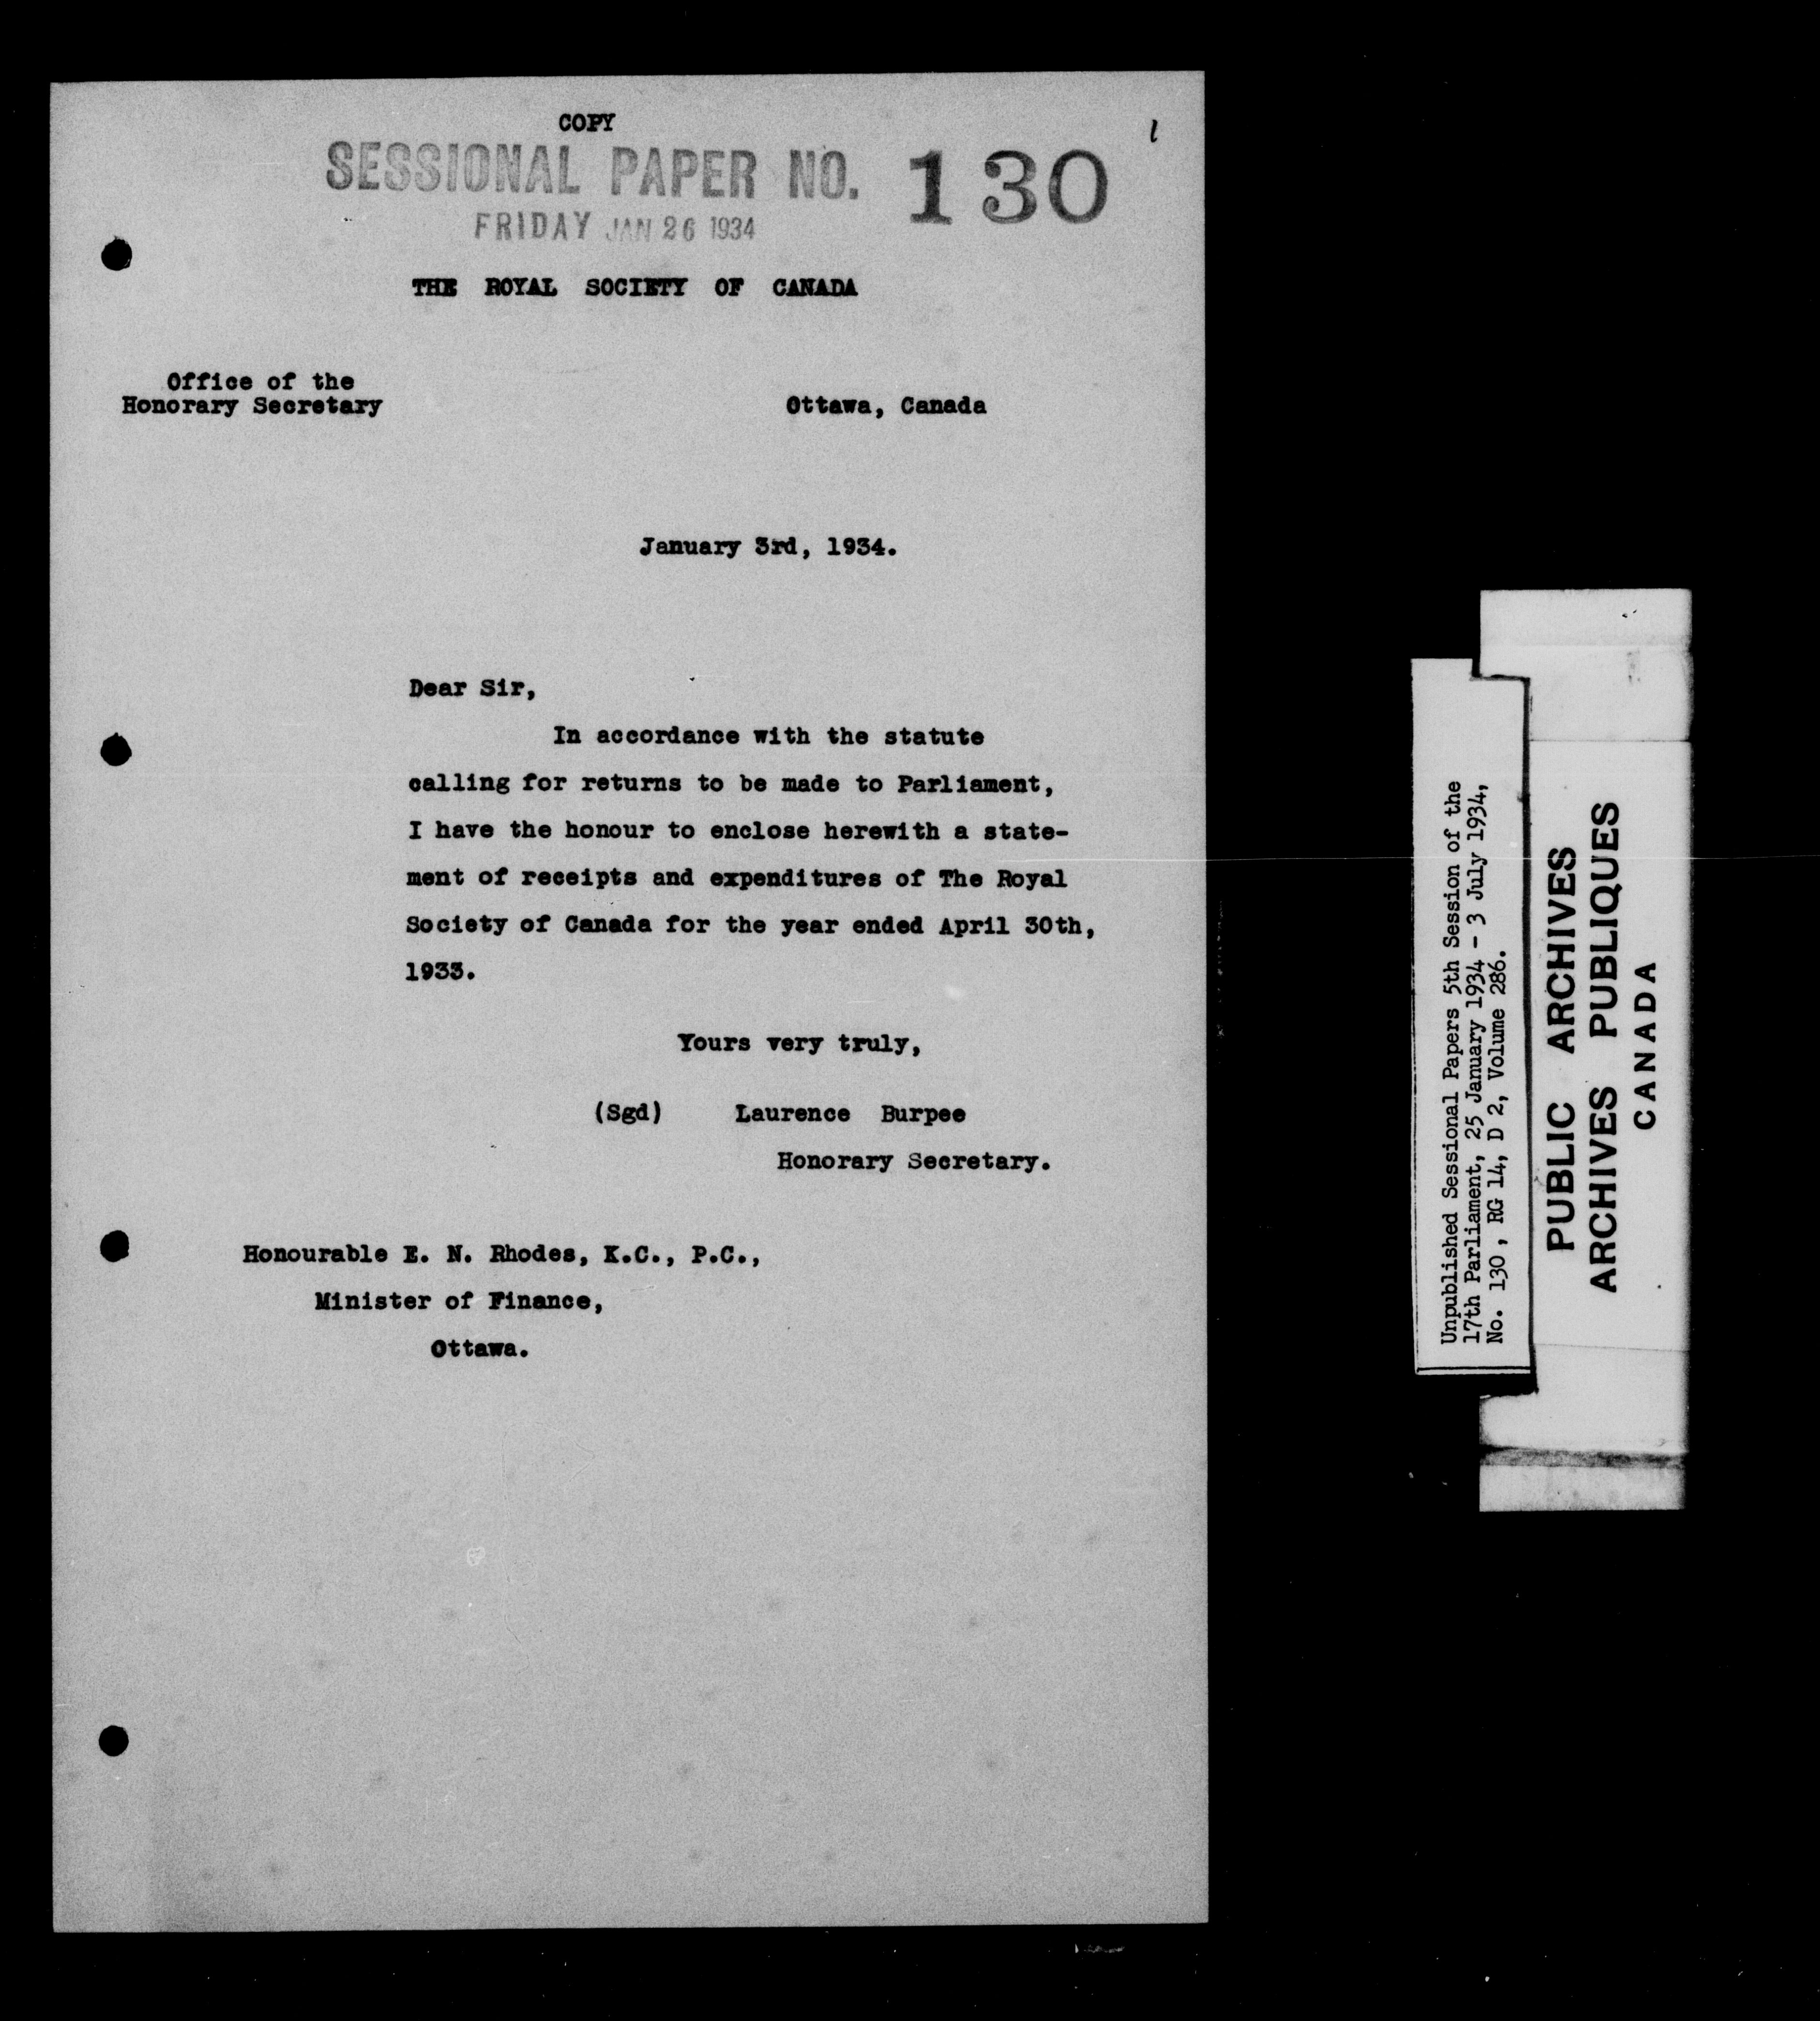 COPY
1
SESSIONAL PAPER NO. 130
FRIDAY JAN 26 1934
THE ROYAL SOCIETY OF CANADA
Office of the
Honorary Secretary
Ottawa, Canada
January 3rd, 1934.
Dear Sir,
In accordance with the statute
calling for returns to be made to Parliament,
I have the honour to enclose herewith a state-
ment of receipts and expenditures of The Royal
Society of Canada for the year ended April 30th,
1933.
Yours very truly,
(Sgd) Laurence Burpee
Honorary Secretary.
Honourable E. N. Rhodes, K.C., P.C.,
Minister of Finance,
Ottawa.
Unpublished Sessional Papers 5th Session of the
17th Parliament, 25 January 1934 - 3 July 1934,
No. 130, RG 14, D 2, Volume 286.
PUBLIC ARCHIVES
ARCHIVES PUBLIQUES
CANADA